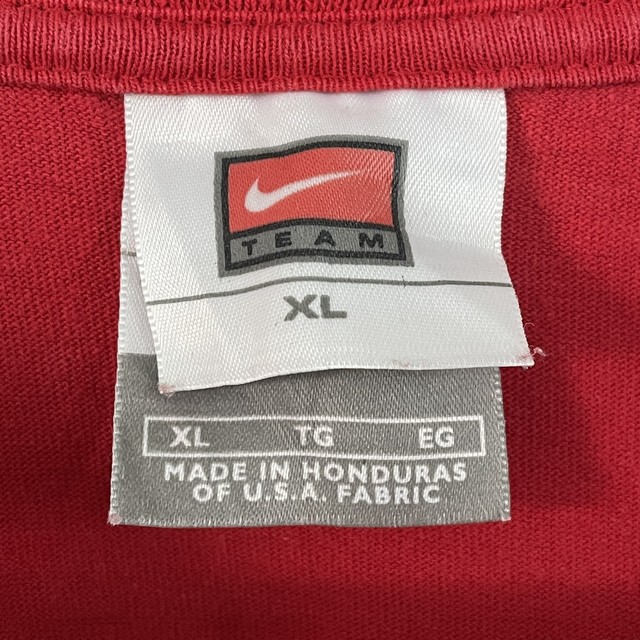 TEAM
XL
XL TG EG
MADE IN HONDURAS
OF U.S.A. FABRIC